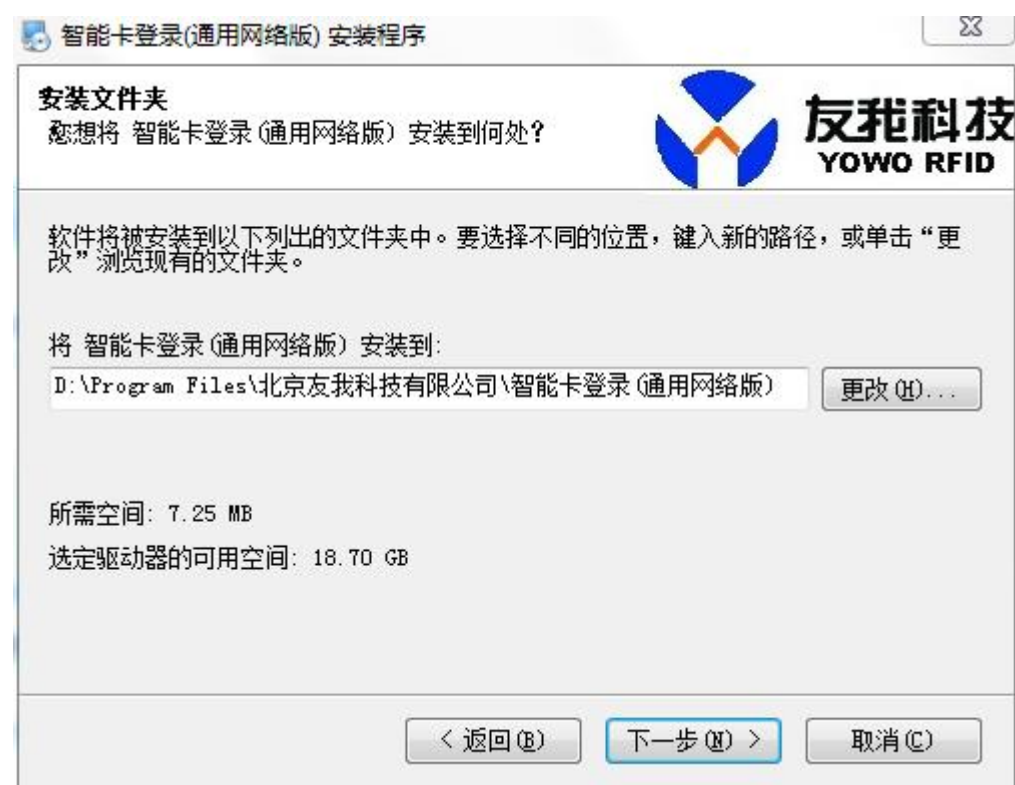 智能卡登录(通用网络版) 安装程序
安装文件夹
您想将 智能卡登录(通用网络版) 安装到何处?
友我科技
YOWO RFID
软件将被安装到以下列出的文件夹中。要选择不同的位置，键入新的路径，或单击“更
改”浏览现有的文件夹。
将 智能卡登录(通用网络版) 安装到:
D:\Program Files\北京友我科技有限公司\智能卡登录(通用网络版)
更改(H)...
所需空间: 7.25 MB
选定驱动器的可用空间: 18.70 GB
< 返回(B)
下一步(N) >
取消(C)